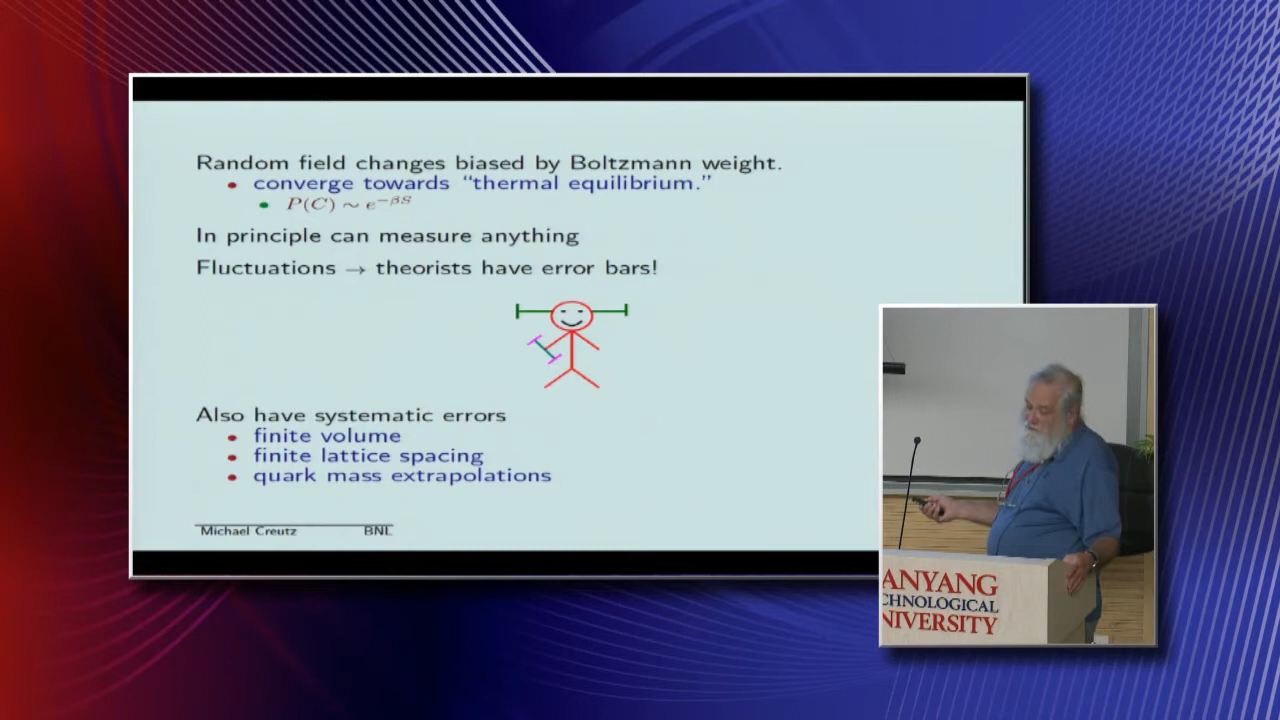 Random field changes biased by Boltzmann weight.
• converge towards “thermal equilibrium.”
• P(C) ∼ e^{−βS}
In principle can measure anything
Fluctuations → theorists have error bars!
Also have systematic errors
• finite volume
• finite lattice spacing
• quark mass extrapolations
Michael Creutz BNL
ANYANG
CHNOLOGICAL
NIVERSITY